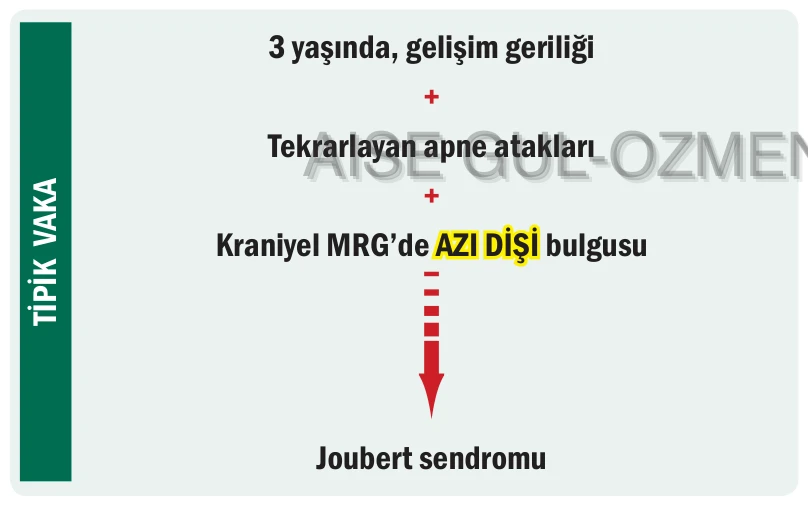 TİPİK VAKA
3 yaşında, gelişim geriliği
+
Tekrarlayan apne atakları
AISE GUL-OZMEN
+
Kraniyel MRG’de AZI DİŞİ bulgusu
Joubert sendromu